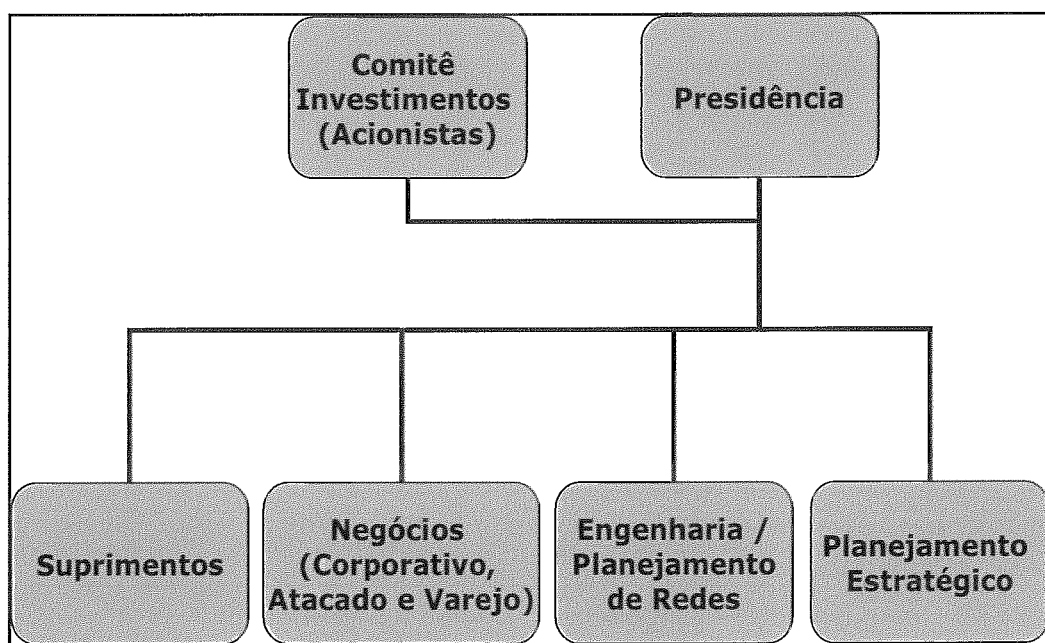 Comitê
Investimentos
(Acionistas)
Presidência
Suprimentos
Negócios
(Corporativo,
Atacado e Varejo)
Engenharia /
Planejamento
de Redes
Planejamento
Estratégico